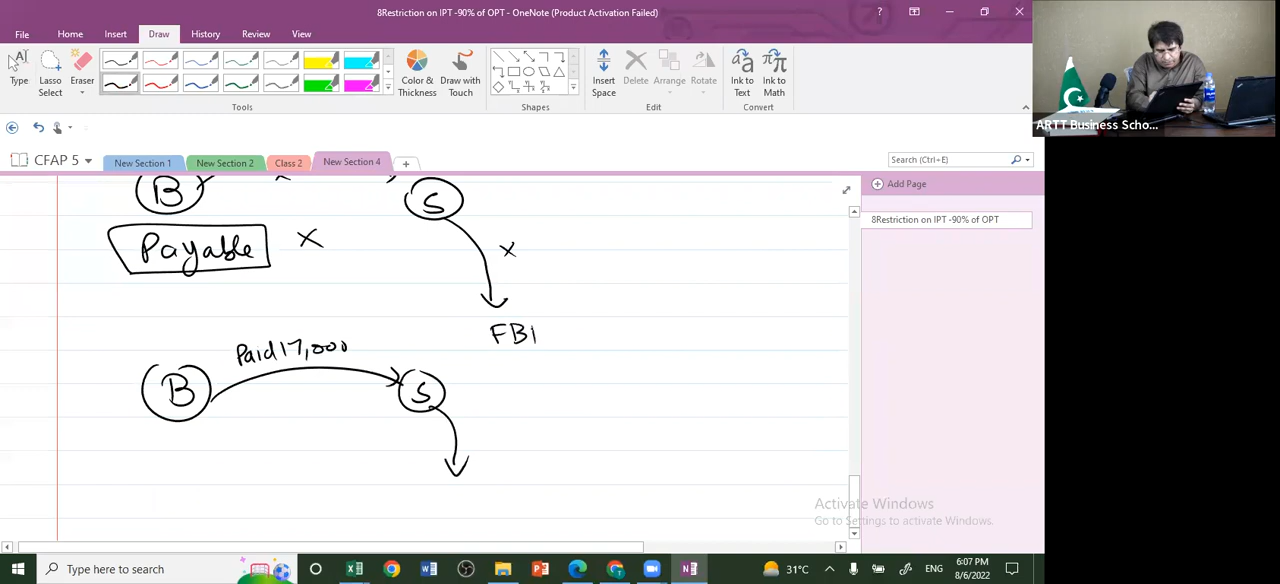 8Restriction on IPT -90% of OPT - OneNote (Product Activation Failed)
?
File Home Insert Draw History Review View
Type
Lasso Select
Eraser
Color & Thickness
Draw with Touch
Insert Space
Delete
Arrange
Rotate
Ink to Text
Ink to Math
Tools
Shapes
Edit
Convert
ARTT Business Scho...
CFAP 5
New Section 1
New Section 2
Class 2
New Section 4
Search (Ctrl+E)
Add Page
8Restriction on IPT -90% of OPT
B
S
Payable X
X
FBI
Paid 17,000
B
S
Activate Windows
Go to Settings to activate Windows.
Type here to search
31°C
ENG
6:07 PM
8/6/2022